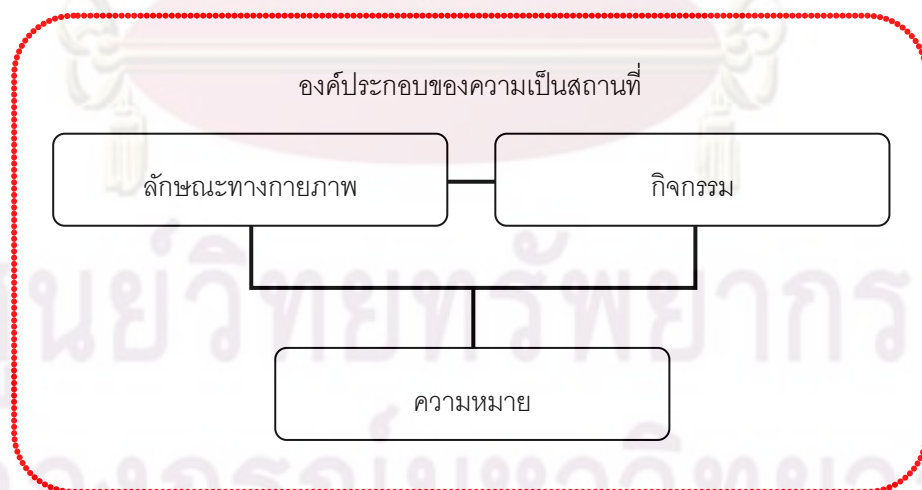 องค์ประกอบของความเป็นสถานที่
ลักษณะทางกายภาพ
กิจกรรม
ความหมาย